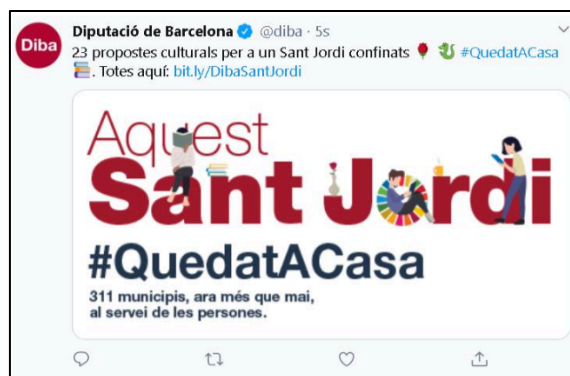 Diba
Diputació de Barcelona @diba · 5s
23 propostes culturals per a un Sant Jordi confinats 🌹 🐉 #QuedatACasa
📚. Totes aquí: bit.ly/DibaSantJordi
Aquest
Sant Jordi
#QuedatACasa
311 municipis, ara més que mai,
al servei de les persones.